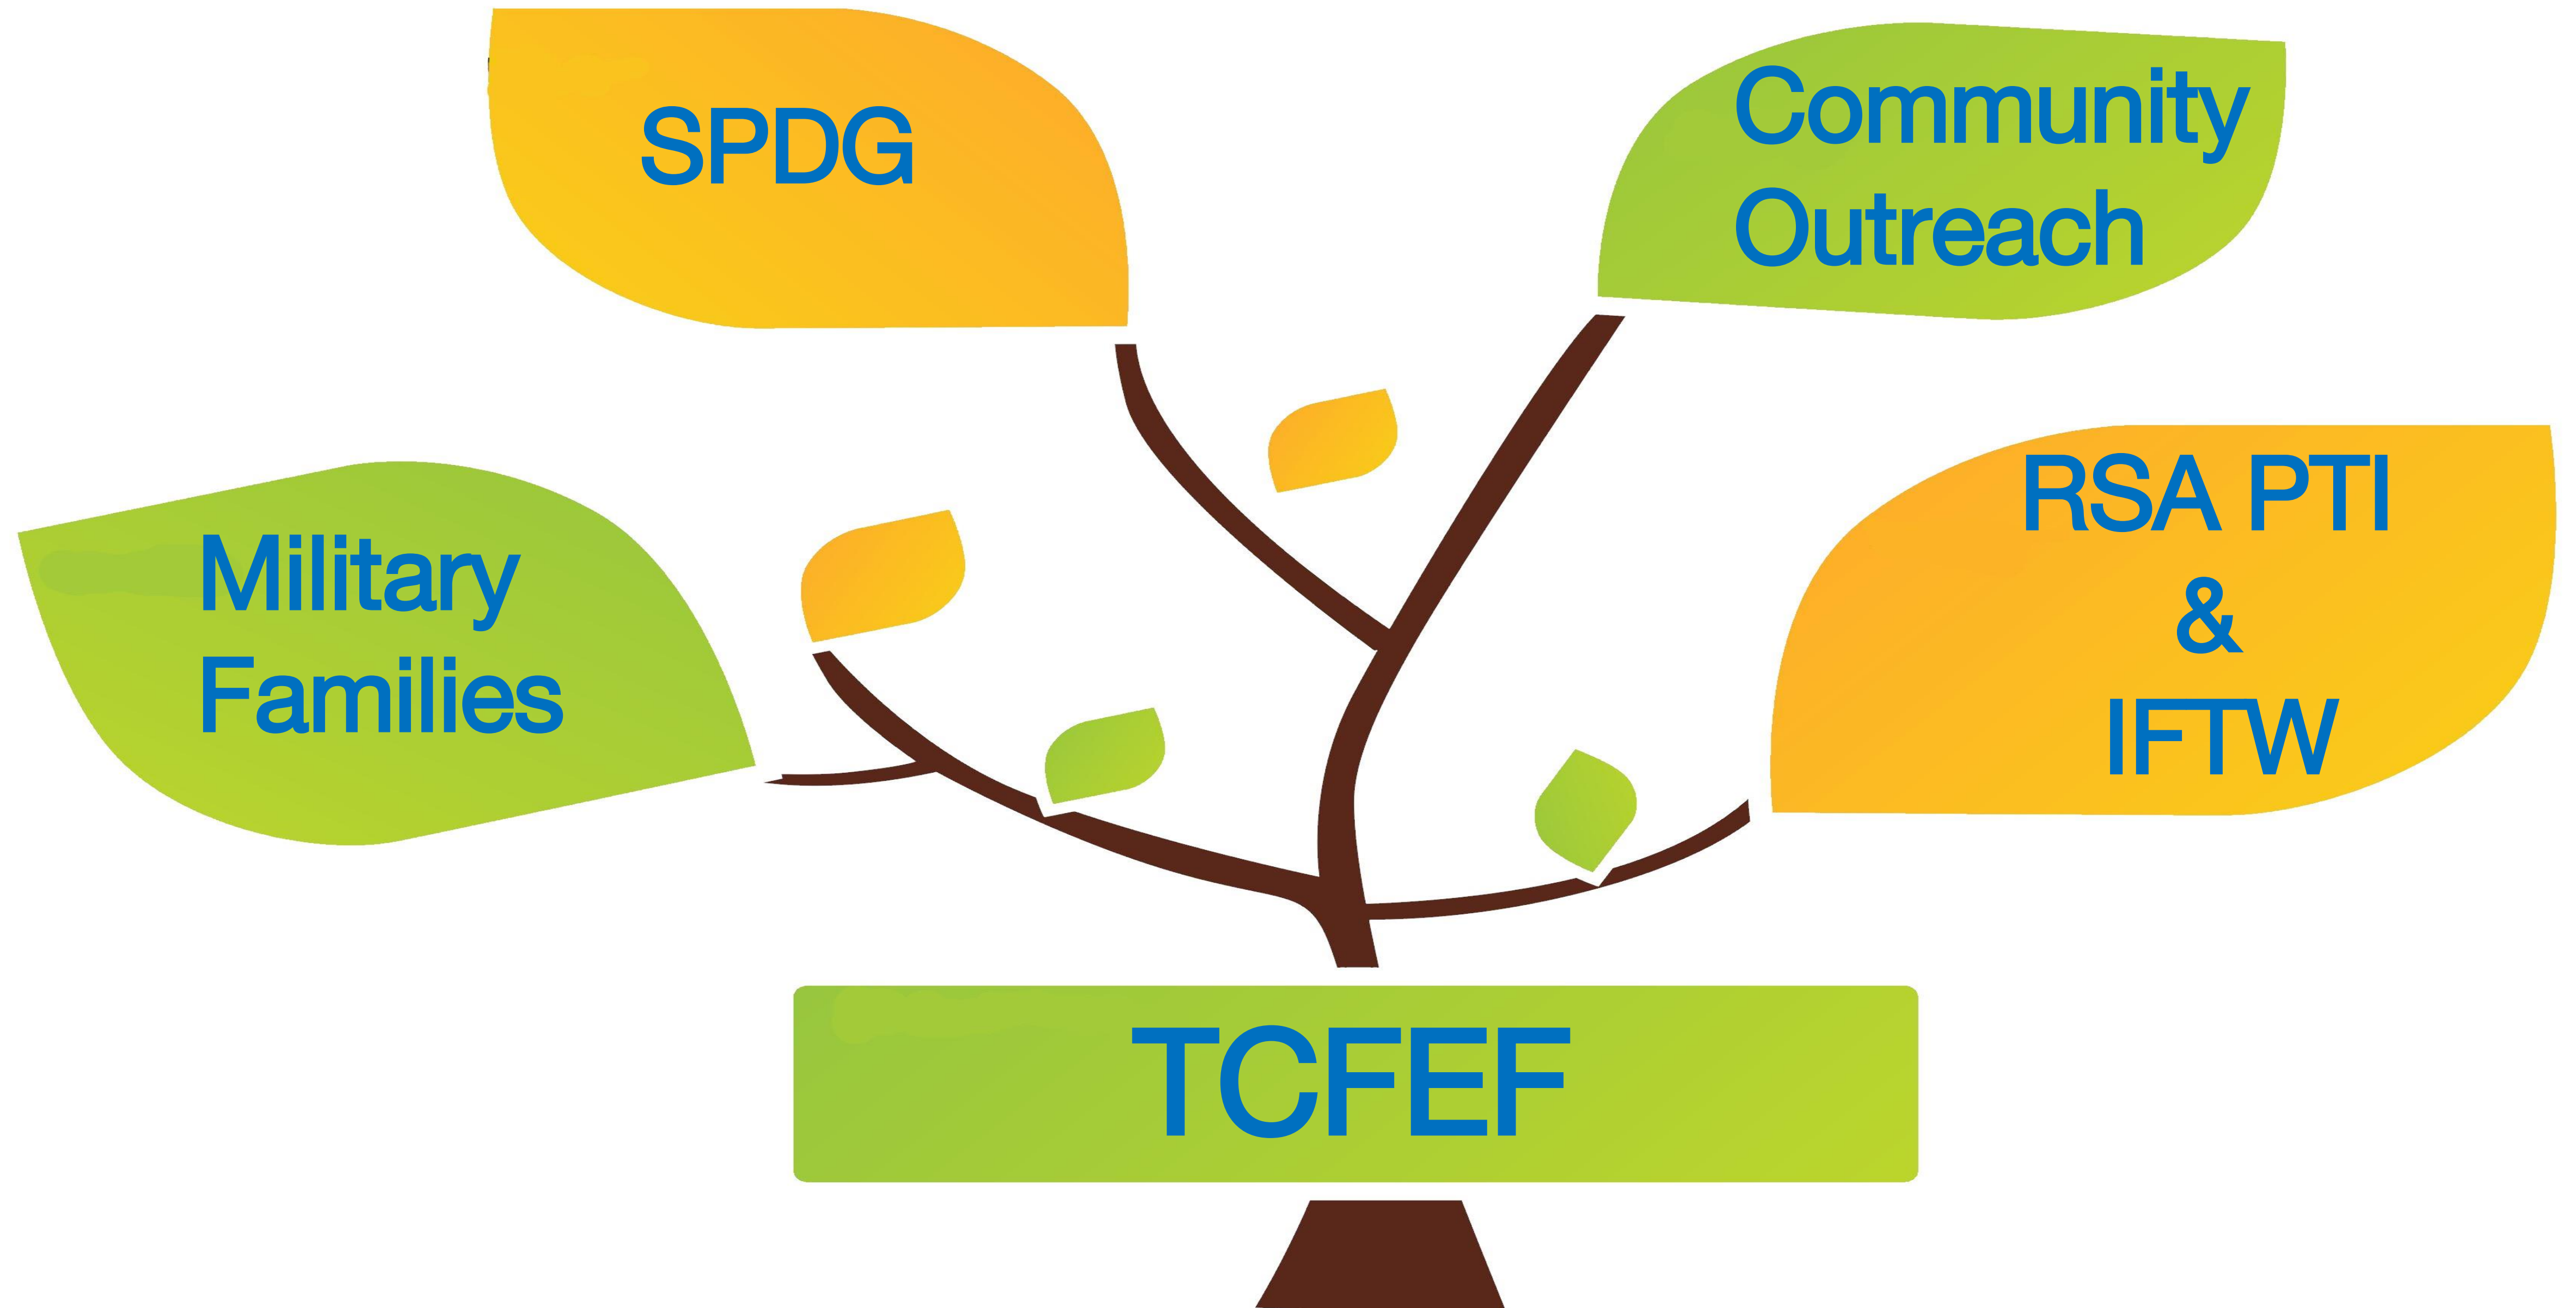 SPDG
Community
Outreach
Military
Families
RSA PTI
&
IFTW
TCFEF